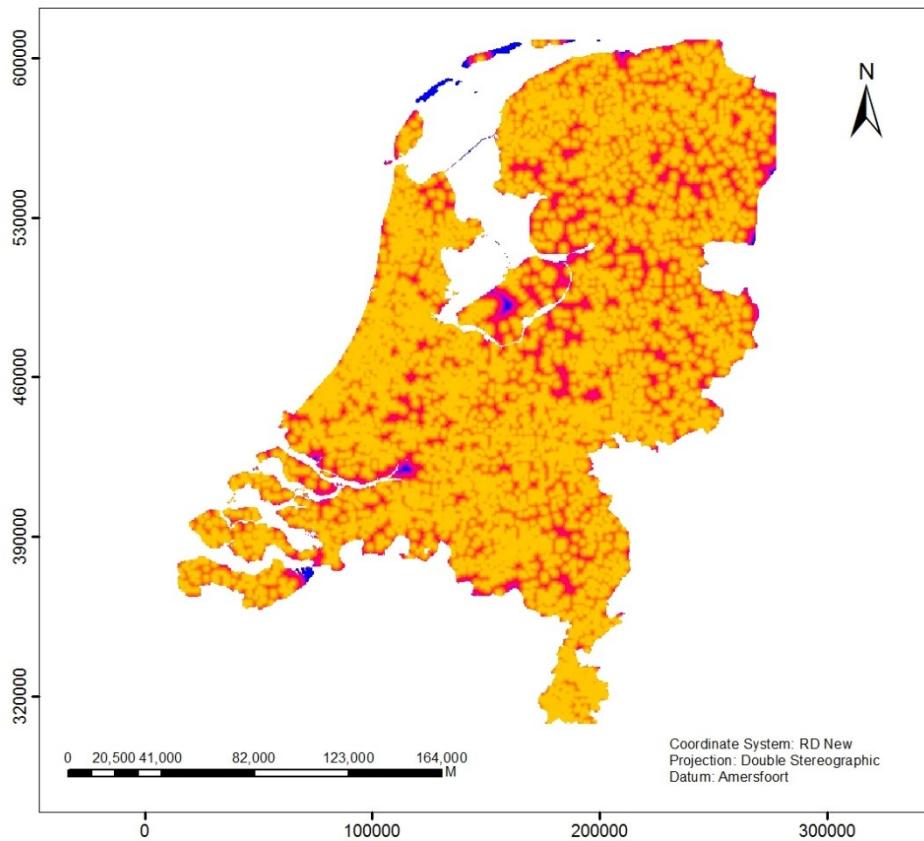 600000
530000
460000
390000
320000
N
0 20,500 41,000 82,000 123,000 164,000
M
Coordinate System: RD New
Projection: Double Stereographic
Datum: Amersfoort
0 100000 200000 300000